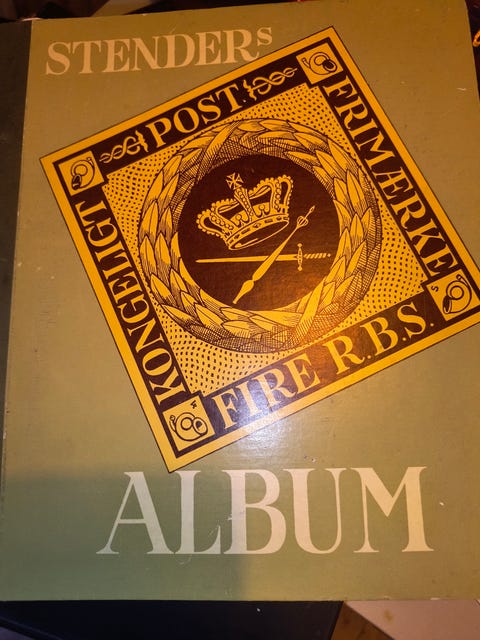 STENDERS
KONGELIGT
POST.
FRIMÆRKE
FIRE R.B.S.
ALBUM